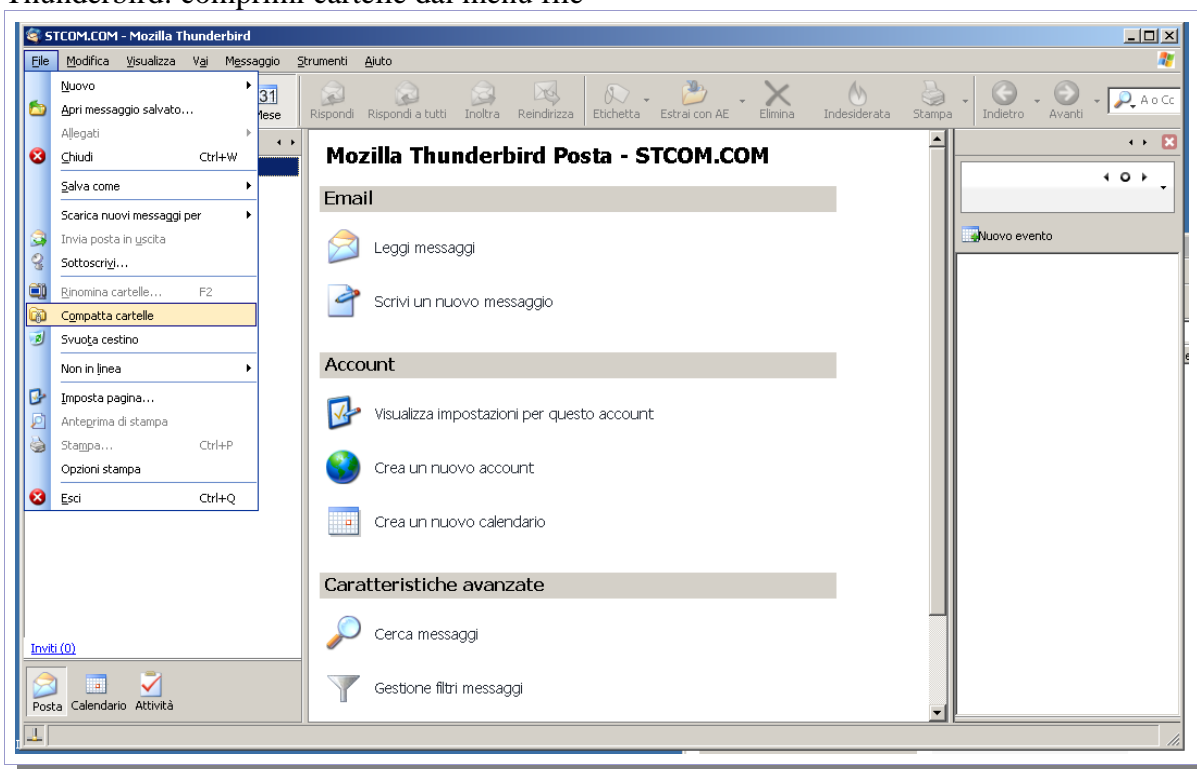 Thunderbird: comprimi cartelle dal menu file
STCOM.COM - Mozilla Thunderbird
File Modifica Visualizza Vai Messaggio Strumenti Aiuto
Nuovo
Apri messaggio salvato...
Allegati
Chiudi Ctrl+W
Salva come
Scarica nuovi messaggi per
Invia posta in uscita
Sottoscrivi...
Rinomina cartelle... F2
Compatta cartelle
Svuota cestino
Non in linea
Imposta pagina...
Anteprima di stampa
Stampa... Ctrl+P
Opzioni stampa
Esci Ctrl+Q
31
Rispondi Rispondi a tutti Inoltra Reindirizza Etichetta Estrai con AE Elimina Indesiderata Stampa Indietro Avanti A o Cc
Mozilla Thunderbird Posta - STCOM.COM
Email
Leggi messaggi
Scrivi un nuovo messaggio
Account
Visualizza impostazioni per questo account
Crea un nuovo account
Crea un nuovo calendario
Caratteristiche avanzate
Cerca messaggi
Gestione filtri messaggi
Nuovo evento
Inviti (0)
Posta Calendario Attività